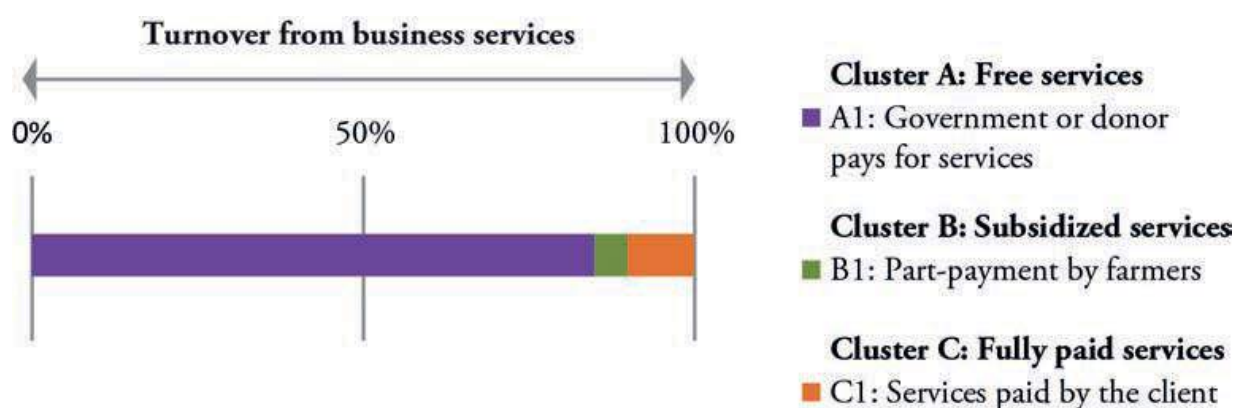 Turnover from business services
0% 50% 100%
Cluster A: Free services
A1: Government or donor
pays for services
Cluster B: Subsidized services
B1: Part-payment by farmers
Cluster C: Fully paid services
C1: Services paid by the client